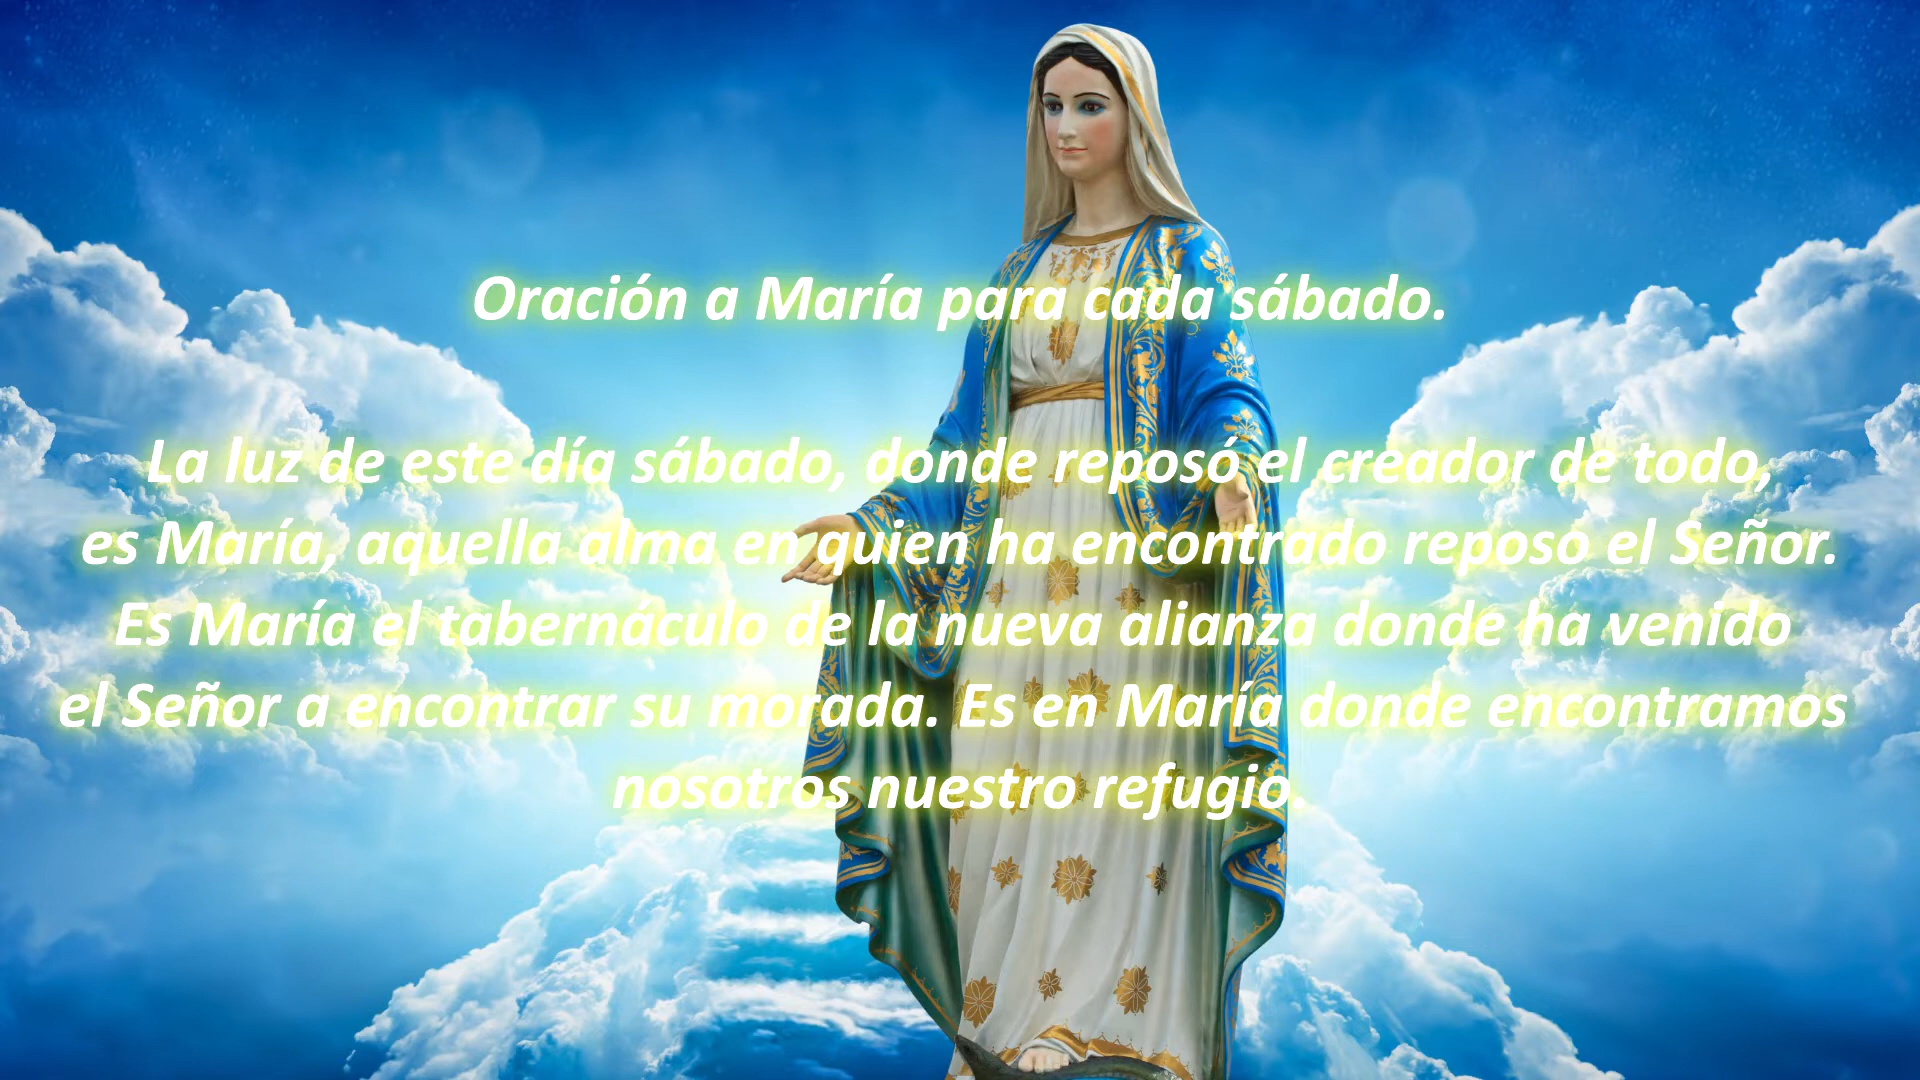 Oración a María para cada sábado.
La luz de este día sábado, donde reposó el creador de todo,
es María, aquella alma en quien ha encontrado reposo el Señor.
Es María el tabernáculo de la nueva alianza donde ha venido
el Señor a encontrar su morada. Es en María donde encontramos
nosotros nuestro refugio.